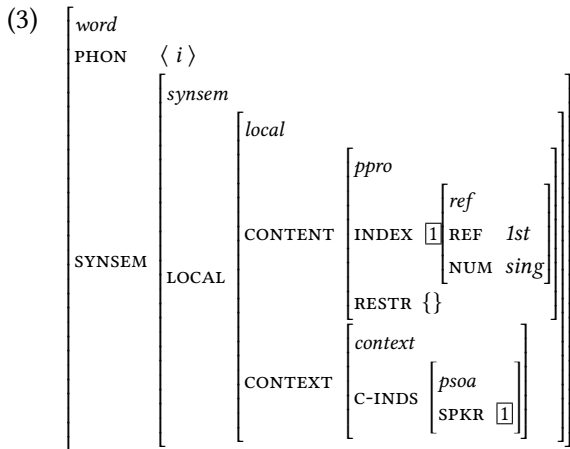 (3)
word
PHON ⟨ i ⟩
synsem
local
ppro
ref
CONTENT INDEX 1 REF 1st
NUM sing
SYNSEM LOCAL
RESTR {}
context
CONTEXT C-INDS psoa
SPKR 1